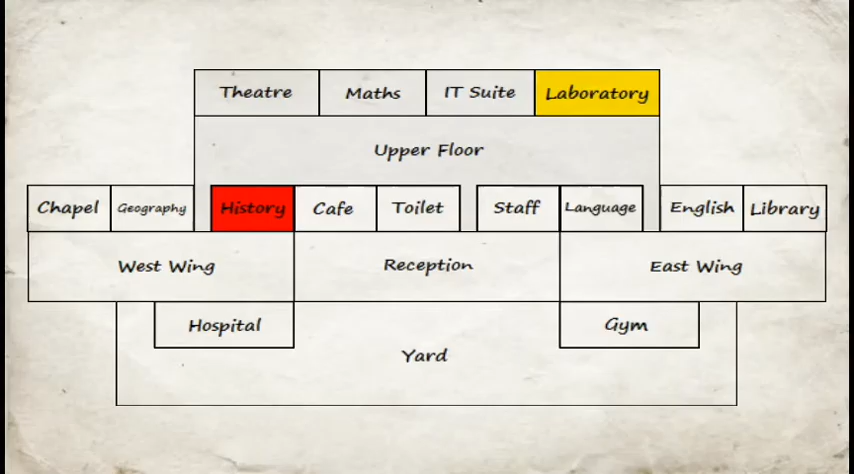 Theatre Maths IT Suite Laboratory
Upper Floor
Chapel Geography History Cafe Toilet Staff Language English Library
West Wing Reception East Wing
Hospital Gym
Yard